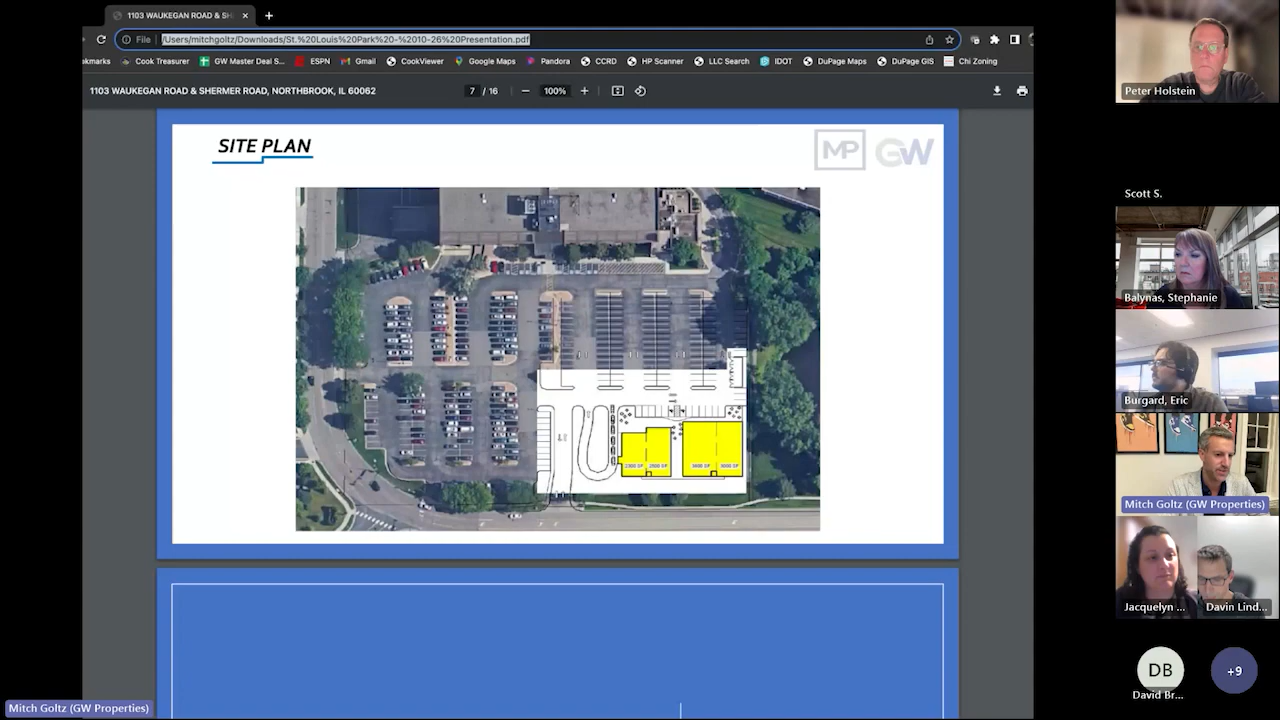 1103 WAUKEGAN ROAD & SH
File
/Users/mitchgoltz/Downloads/St.%20Louis%20Park%20-%2010-26%20Presentation.pdf
okmarks Cook Treasurer GW Master Deal S... ESPN Gmail CookViewer Google Maps Pandora CCRD HP Scanner LLC Search IDOT DuPage Maps DuPage GIS Chi Zoning
1103 WAUKEGAN ROAD & SHERMER ROAD, NORTHBROOK, IL 60062
7 / 16
100%
SITE PLAN
MP GW
Peter Holstein
Scott S.
Balynas, Stephanie
Burgard, Eric
Mitch Goltz (GW Properties)
Jacquelyn ...
Davin Lind...
DB
David Br...
+9
Mitch Goltz (GW Properties)